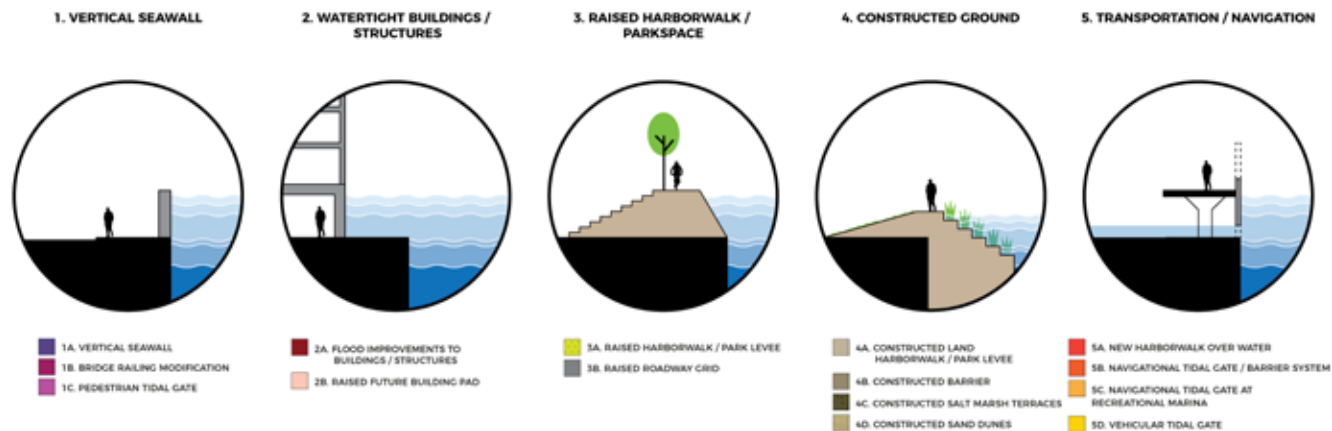 1. VERTICAL SEAWALL
2. WATERTIGHT BUILDINGS /
STRUCTURES
3. RAISED HARBORWALK /
PARKSPACE
4. CONSTRUCTED GROUND
5. TRANSPORTATION / NAVIGATION
1A. VERTICAL SEAWALL
1B. BRIDGE RAILING MODIFICATION
1C. PEDESTRIAN TIDAL GATE
2A. FLOOD IMPROVEMENTS TO
BUILDINGS / STRUCTURES
2B. RAISED FUTURE BUILDING PAD
3A. RAISED HARBORWALK / PARK LEVEE
3B. RAISED ROADWAY GRID
4A. CONSTRUCTED LAND
HARBORWALK / PARK LEVEE
4B. CONSTRUCTED BARRIER
4C. CONSTRUCTED SALT MARSH TERRACES
4D. CONSTRUCTED SAND DUNES
5A. NEW HARBORWALK OVER WATER
5B. NAVIGATIONAL TIDAL GATE / BARRIER SYSTEM
5C. NAVIGATIONAL TIDAL GATE AT
RECREATIONAL MARINA
5D. VEHICULAR TIDAL GATE